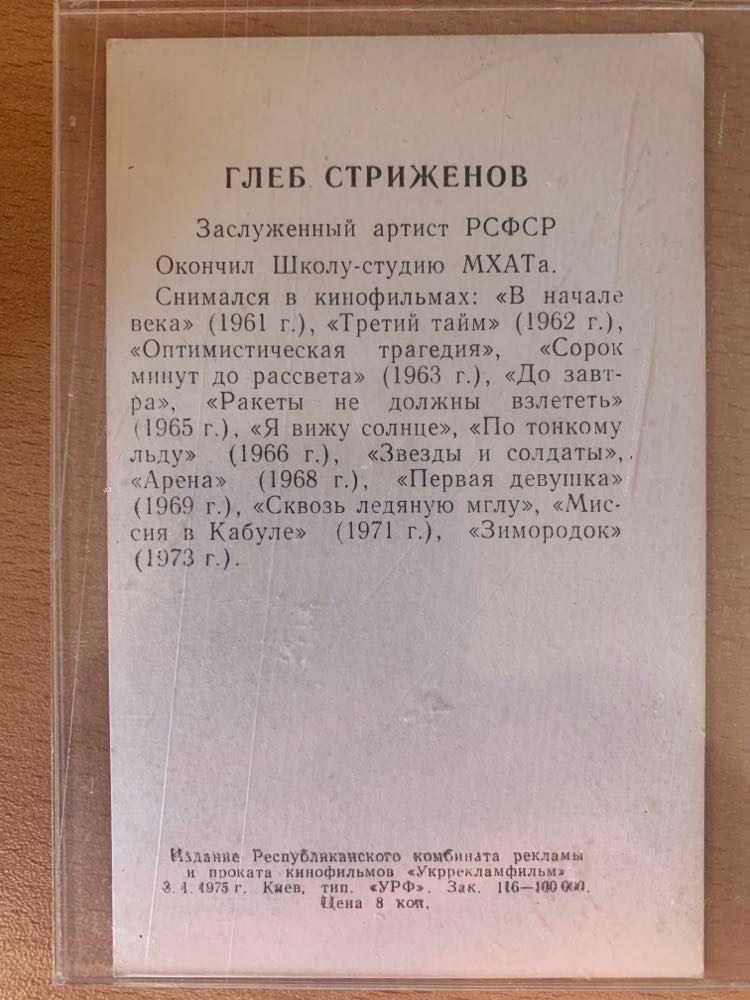 ГЛЕБ СТРИЖЕНОВ
Заслуженный артист РСФСР
Окончил Школу-студию МХАТа.
Снимался в кинофильмах: «В начале
века» (1961 г.), «Третий тайм» (1962 г.),
«Оптимистическая трагедия», «Сорок
минут до рассвета» (1963 г.), «До завт-
ра», «Ракеты не должны взлететь»
(1965 г.), «Я вижу солнце», «По тонкому
льду» (1966 г.), «Звезды и солдаты»,
«Арена» (1968 г.), «Первая девушка»
(1969 г.), «Сквозь ледяную мглу», «Мис-
сия в Кабуле» (1971 г.), «Зимородок»
(1973 г.).
Издание Республиканского комбината рекламы
и проката кинофильмов «Укррекламфильм»
3. 1. 1975 г. Киев, тип. «УРФ». Зак. 116—100 000.
Цена 8 коп.